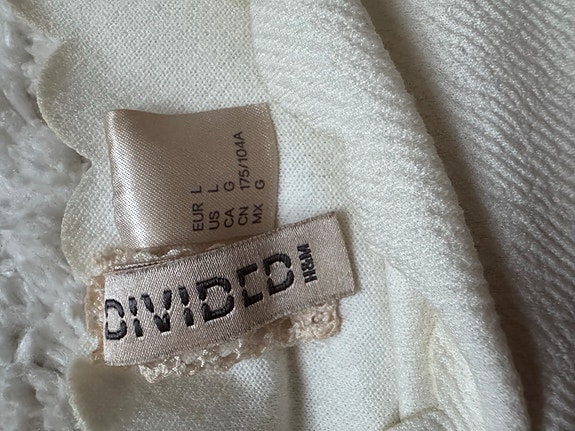 EUR L
US L
CA G
CN 175/104A
MX G
DIVIDED
H&M